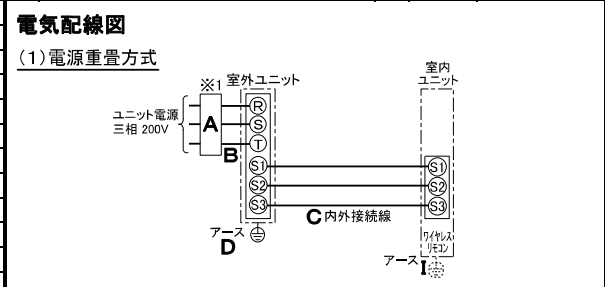 電気配線図
(1)電源重畳方式
※1
室外ユニット
室内
ユニット
ユニット電源
三相 200V
A
B
R
S
T
S1
S2
S3
S1
S2
S3
C 内外接続線
アース
D
ワイヤレス
リモコン
アース I